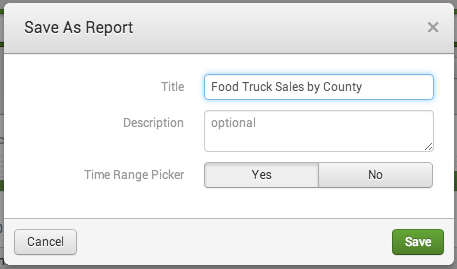 Save As Report
×
Title
Food Truck Sales by County
Description
optional
Time Range Picker
Yes
No
Cancel
Save